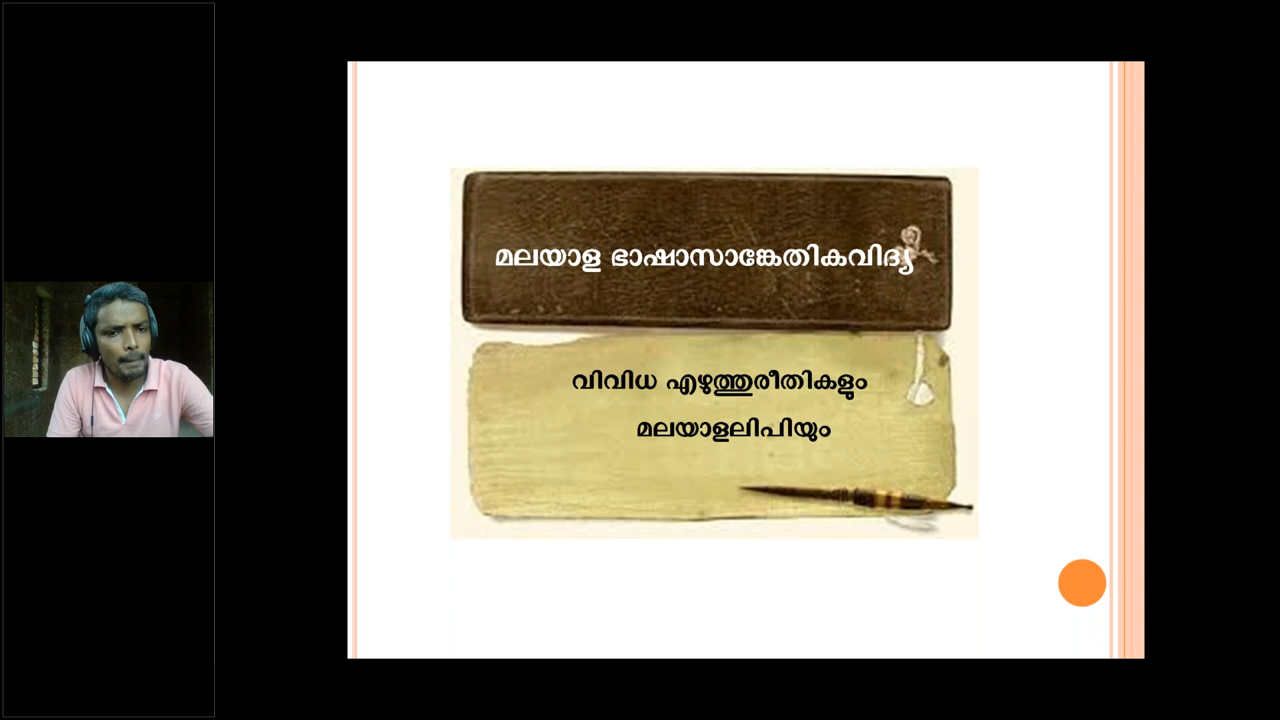 മലയാള ഭാഷാസാങ്കേതികവിദ്യ
വിവിധ എഴുത്തുരീതികളും
മലയാളലിപിയും